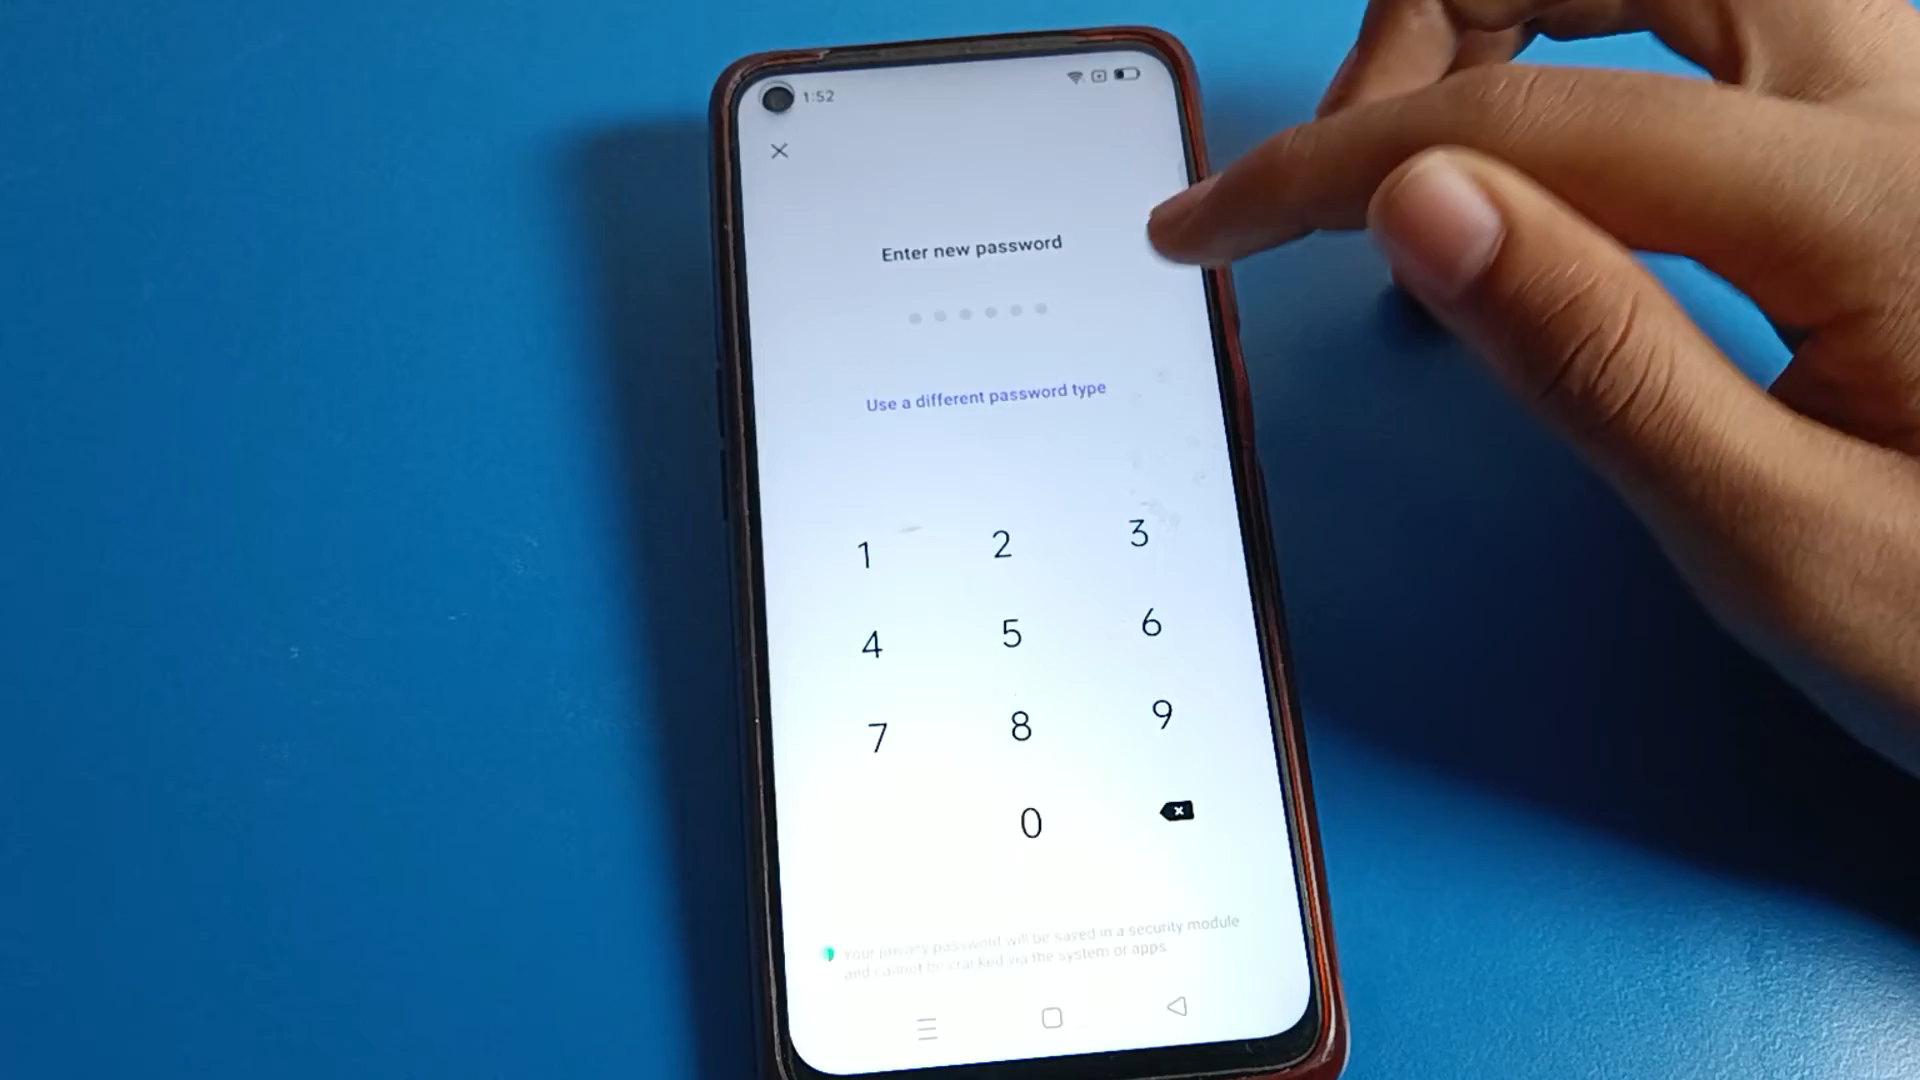 1:52
Enter new password
Use a different password type
1 2 3
4 5 6
7 8 9
0
Your privacy password will be saved in a security module
and cannot be cracked via the system or apps